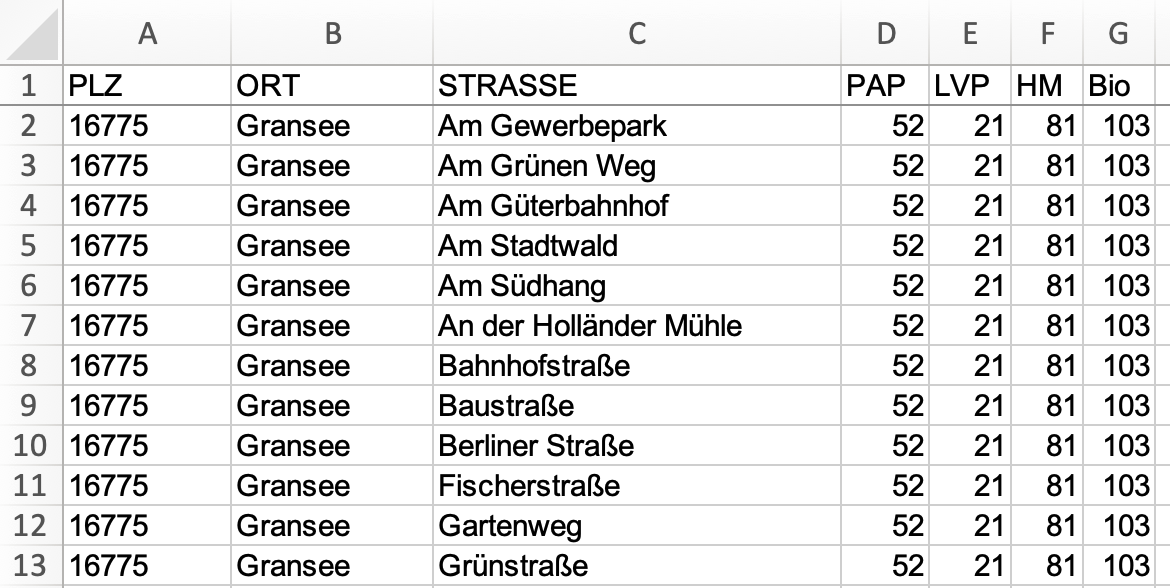 A B C D E F G
1 PLZ ORT STRASSE PAP LVP HM Bio
2 16775 Gransee Am Gewerbepark 52 21 81 103
3 16775 Gransee Am Grünen Weg 52 21 81 103
4 16775 Gransee Am Güterbahnhof 52 21 81 103
5 16775 Gransee Am Stadtwald 52 21 81 103
6 16775 Gransee Am Südhang 52 21 81 103
7 16775 Gransee An der Holländer Mühle 52 21 81 103
8 16775 Gransee Bahnhofstraße 52 21 81 103
9 16775 Gransee Baustraße 52 21 81 103
10 16775 Gransee Berliner Straße 52 21 81 103
11 16775 Gransee Fischerstraße 52 21 81 103
12 16775 Gransee Gartenweg 52 21 81 103
13 16775 Gransee Grünstraße 52 21 81 103